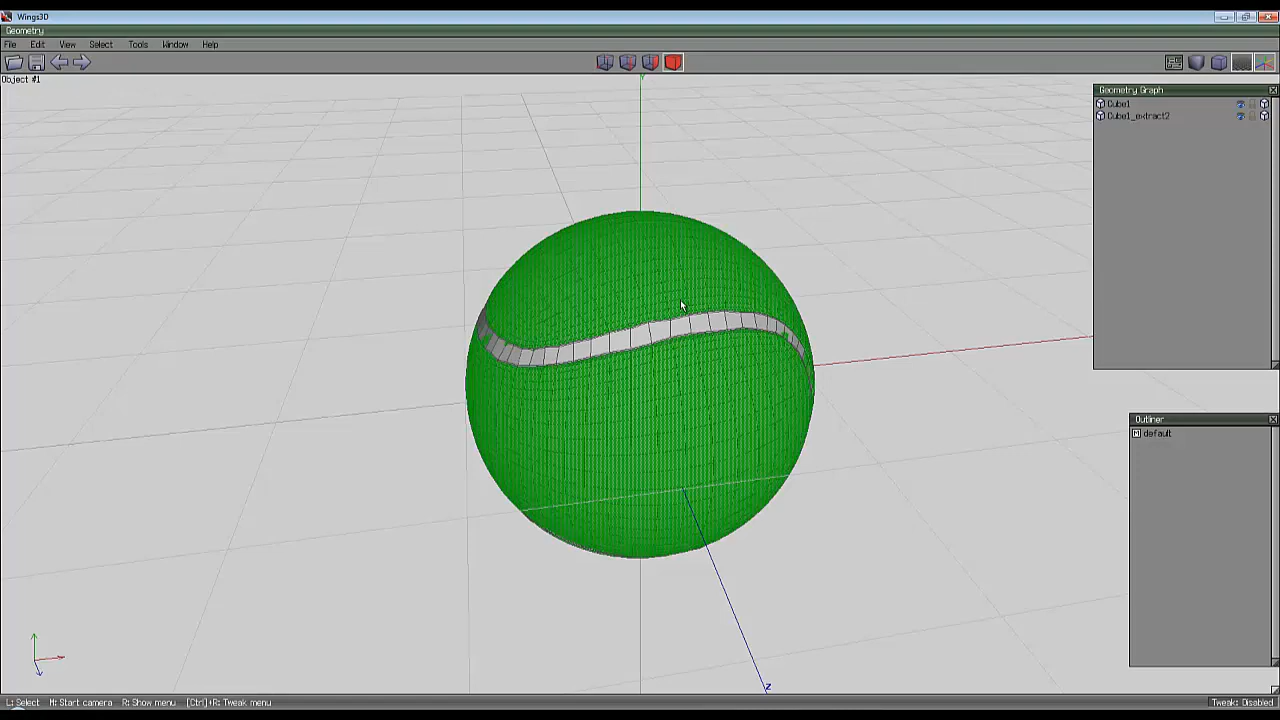 Wings3D
Geometry
File Edit View Select Tools Window Help
Object #1
Y
Geometry Graph
Cube1
Cube1_extract2
Outliner
default
Z
L: Select M: Start camera R: Show menu [Ctrl]+R: Tweak menu
Tweak: Disabled